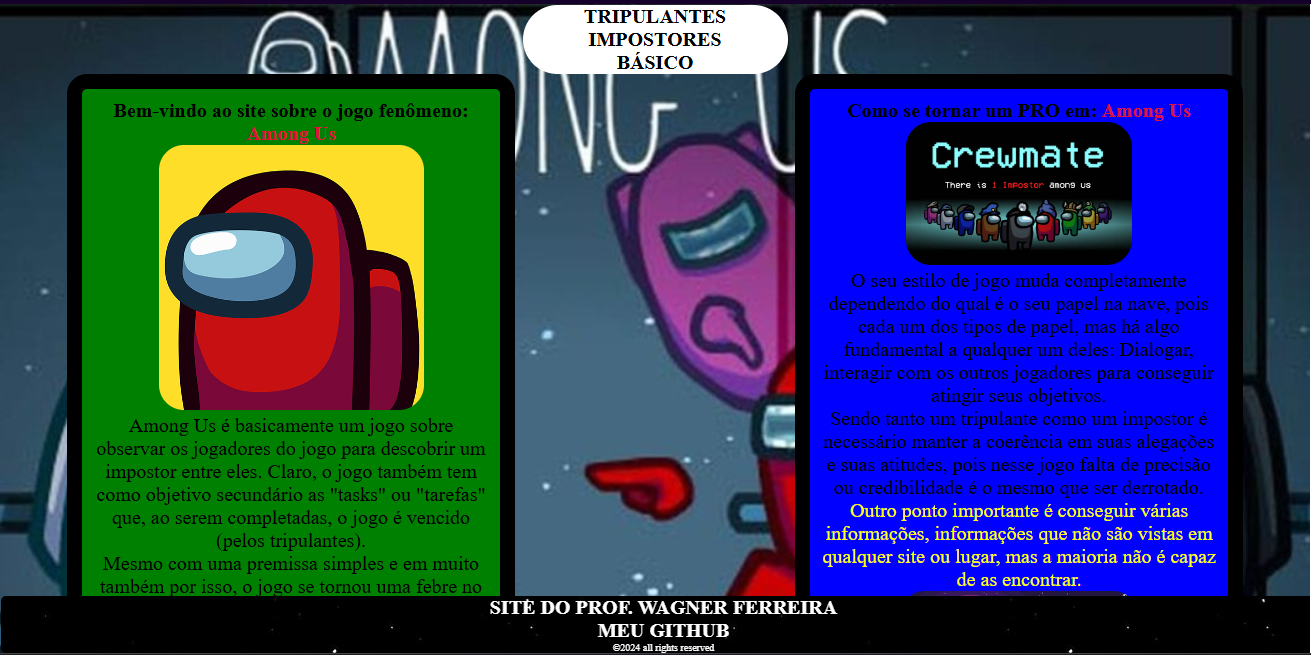 AMONG US
TRIPULANTES
IMPOSTORES
BÁSICO
Bem-vindo ao site sobre o jogo fenômeno:
Among Us
Among Us é basicamente um jogo sobre
observar os jogadores do jogo para descobrir um
impostor entre eles. Claro, o jogo também tem
como objetivo secundário as "tasks" ou "tarefas"
que, ao serem completadas, o jogo é vencido
(pelos tripulantes).
Mesmo com uma premissa simples e em muito
também por isso, o jogo se tornou uma febre no
Como se tornar um PRO em: Among Us
Crewmate
There is 1 Impostor among us
O seu estilo de jogo muda completamente
dependendo do qual é o seu papel na nave, pois
cada um dos tipos de papel, mas há algo
fundamental a qualquer um deles: Dialogar,
interagir com os outros jogadores para conseguir
atingir seus objetivos.
Sendo tanto um tripulante como um impostor é
necessário manter a coerência em suas alegações
e suas atitudes, pois nesse jogo falta de precisão
ou credibilidade é o mesmo que ser derrotado.
Outro ponto importante é conseguir várias
informações, informações que não são vistas em
qualquer site ou lugar, mas a maioria não é capaz
de as encontrar.
SITE DO PROF. WAGNER FERREIRA
MEU GITHUB
©2024 all rights reserved